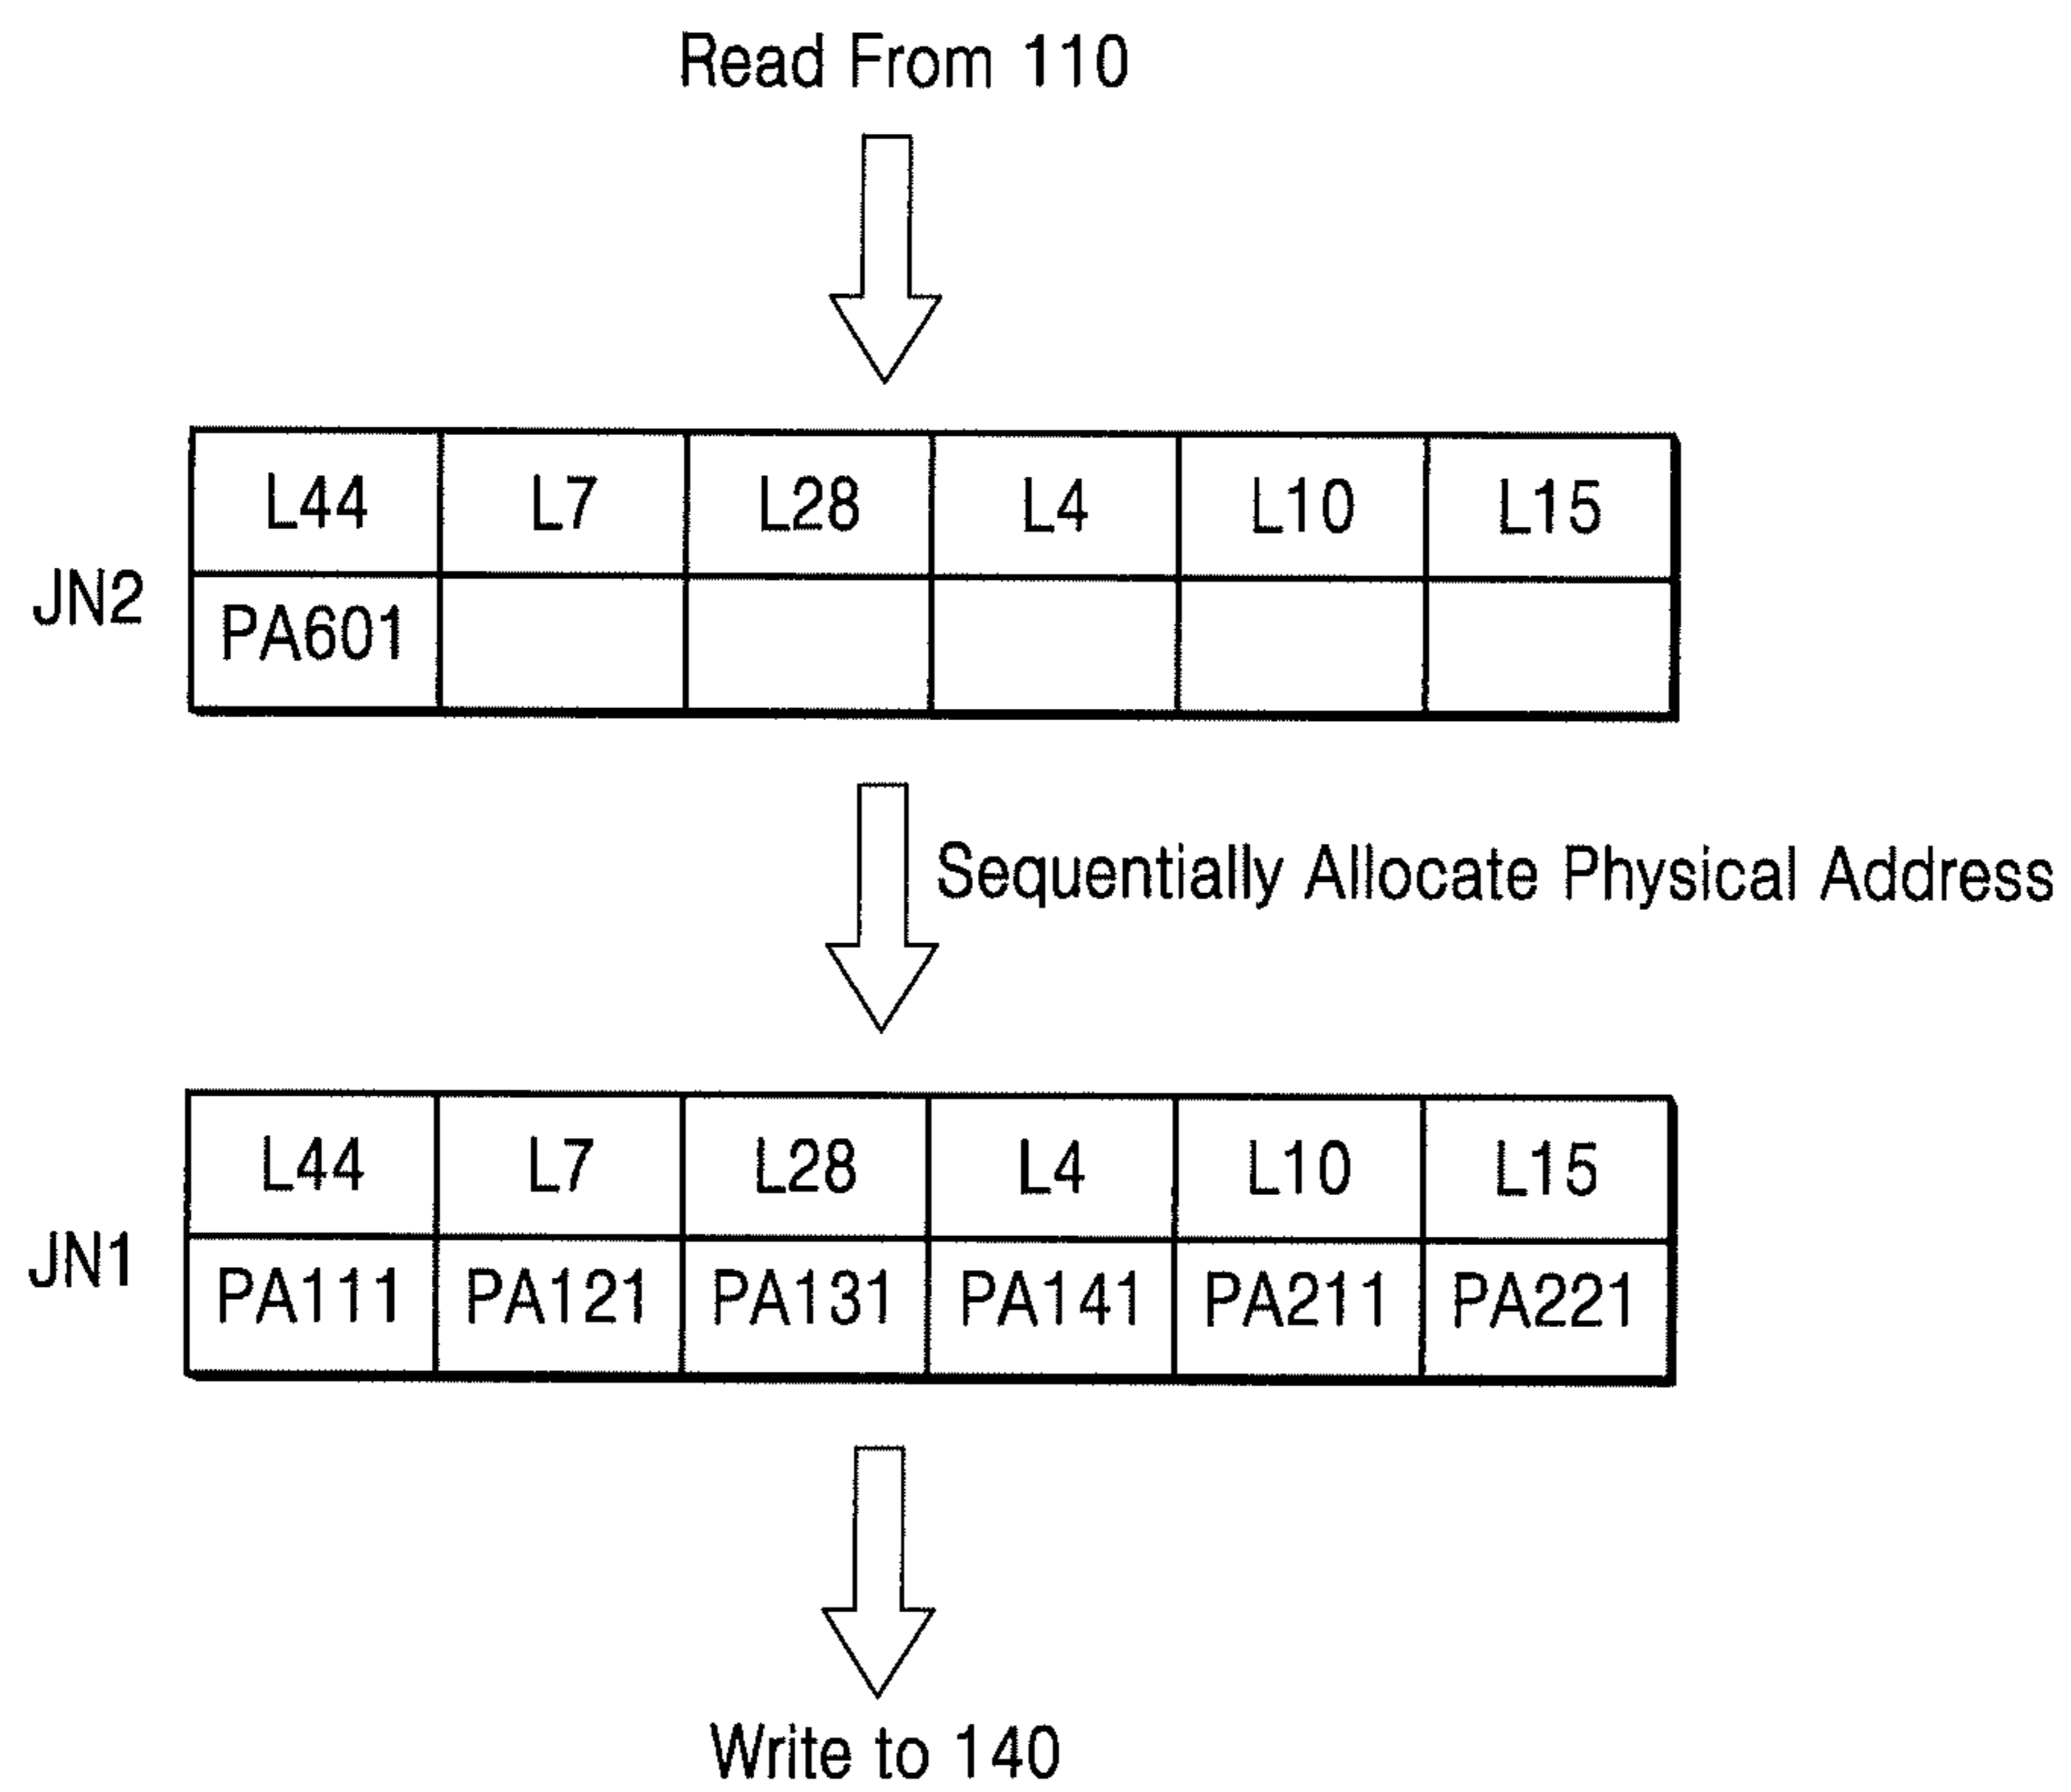 Read From 110
L44 L7 L28 L4 L10 L15
JN2
PA601
Sequentially Allocate Physical Address
L44 L7 L28 L4 L10 L15
JN1
PA111 PA121 PA131 PA141 PA211 PA221
Write to 140